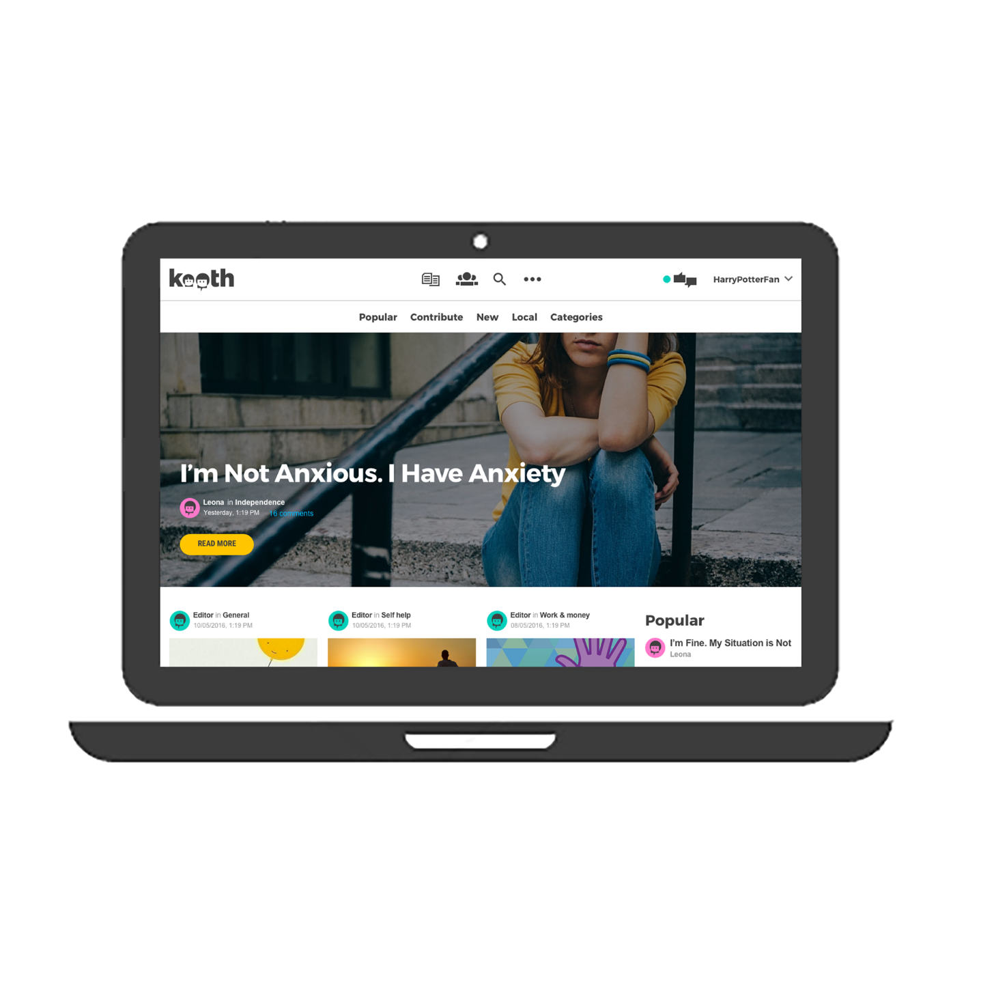 kooth
HarryPotterFan
Popular Contribute New Local Categories
I'm Not Anxious. I Have Anxiety
Leona in Independence
Yesterday, 1:19 PM 16 comments
READ MORE
Editor in General
10/05/2016, 1:19 PM
Editor in Self help
10/05/2016, 1:19 PM
Editor in Work & money
08/05/2016, 1:19 PM
Popular
I'm Fine. My Situation is Not
Leona